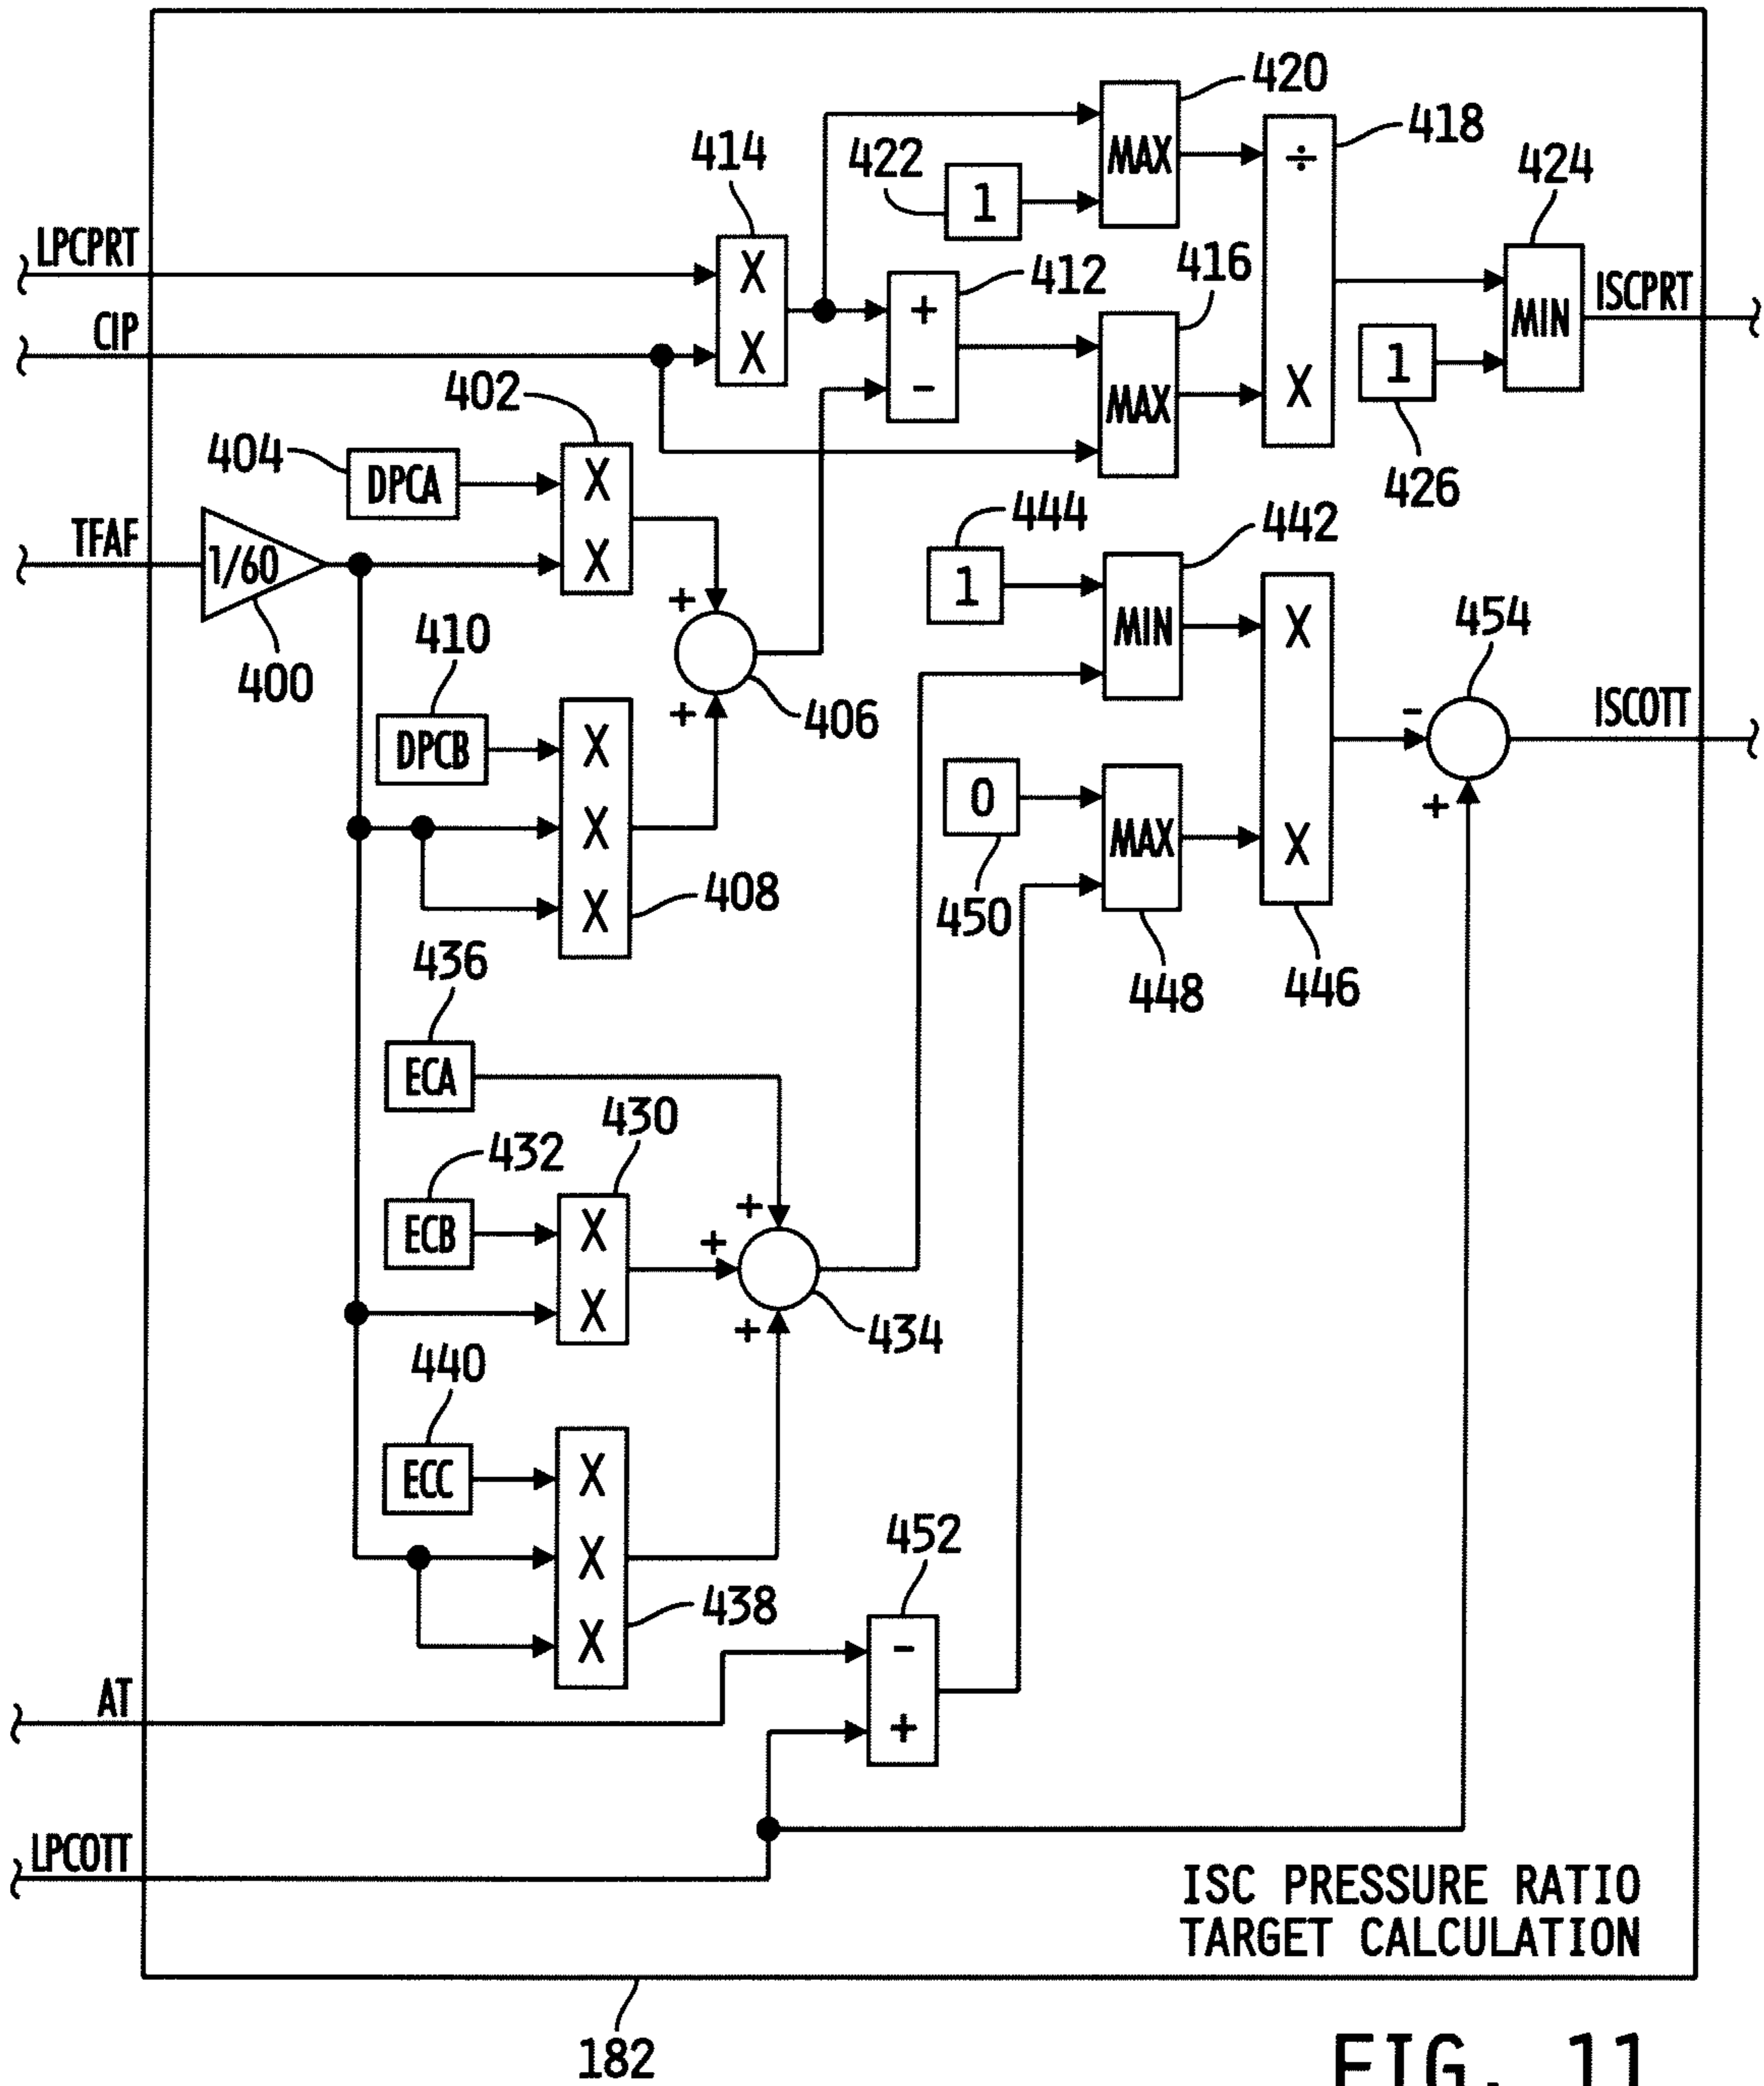 420
418
414
422
MAX
÷
424
1
LPCPRT
X
412
416
ISCPRT
+
MIN
CIP
X
-
MAX
X
1
402
404
DPCA
X
426
444
442
TFAF
1/60
X
1
+
MIN
X
454
410
400
406
+
ISCOTT
-
DPCB
X
0
+
X
MAX
X
408
450
436
448
446
ECA
430
432
+
ECB
X
+
X
+
434
440
ECC
X
452
X
438
-
X
AT
+
LPCOTT
ISC PRESSURE RATIO
TARGET CALCULATION
182
FIG. 11